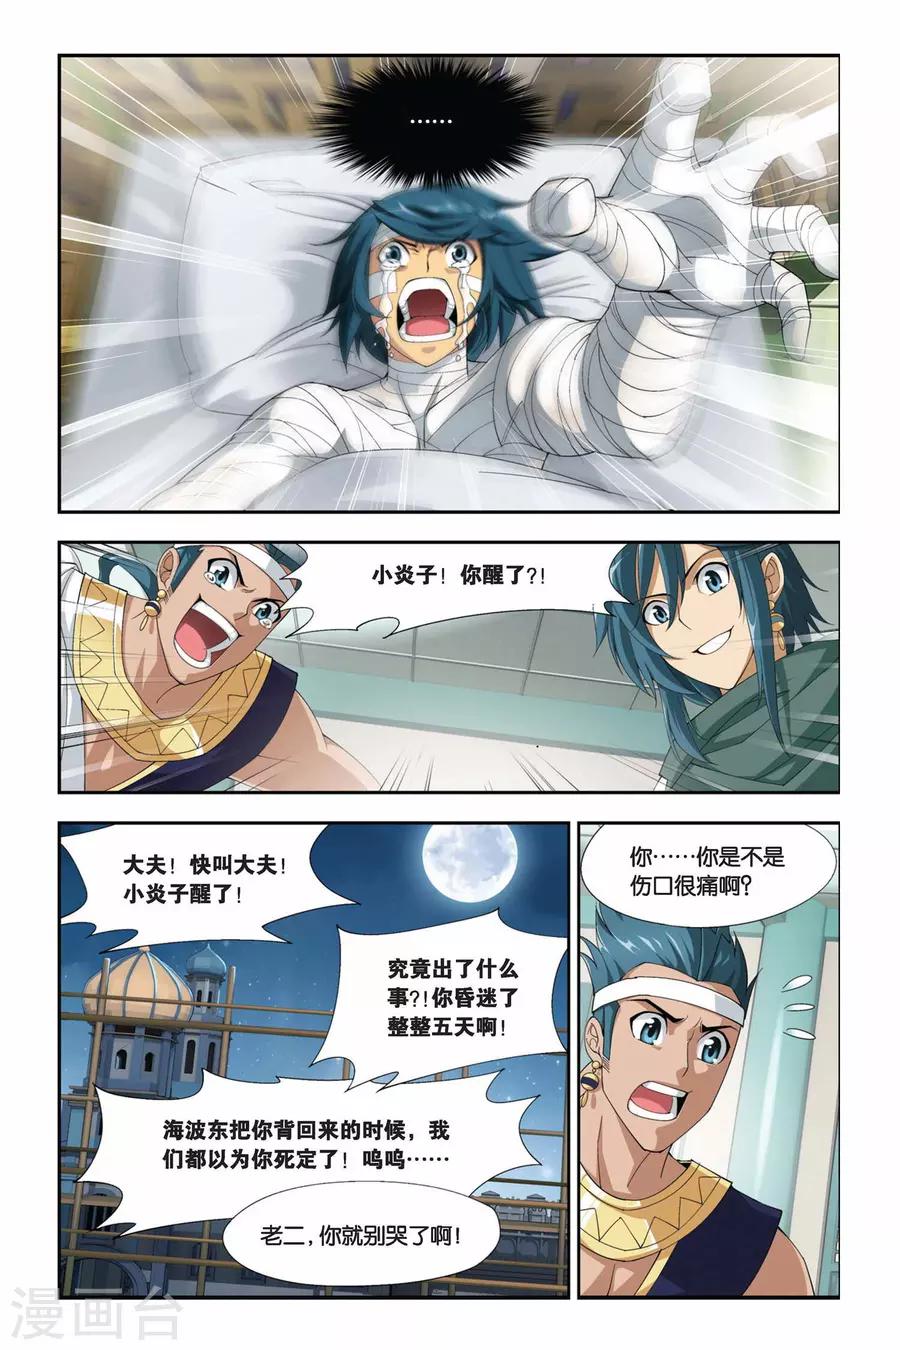 ……
小炎子！你醒了?!
大夫！快叫大夫！
小炎子醒了！
究竟出了什么
事?!你昏迷了
整整五天啊！
海波东把你背回来的时候，我
们都以为你死定了！呜呜……
老二，你就别哭了啊！
你……你是不是
伤口很痛啊？
漫画台